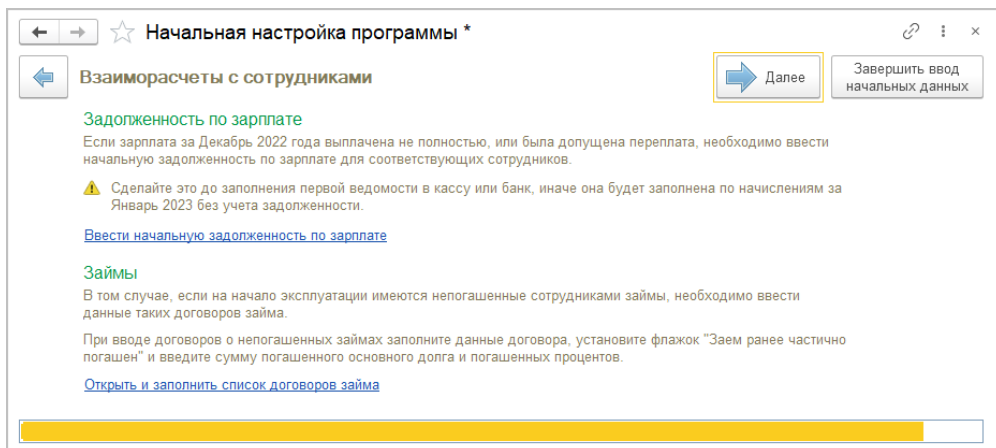 Начальная настройка программы *
Взаиморасчеты с сотрудниками
Далее
Завершить ввод
начальных данных
Задолженность по зарплате
Если зарплата за Декабрь 2022 года выплачена не полностью, или была допущена переплата, необходимо ввести
начальную задолженность по зарплате для соответствующих сотрудников.
Сделайте это до заполнения первой ведомости в кассу или банк, иначе она будет заполнена по начислениям за
Январь 2023 без учета задолженности.
Ввести начальную задолженность по зарплате
Займы
В том случае, если на начало эксплуатации имеются непогашенные сотрудниками займы, необходимо ввести
данные таких договоров займа.
При вводе договоров о непогашенных займах заполните данные договора, установите флажок "Заем ранее частично
погашен" и введите сумму погашенного основного долга и погашенных процентов.
Открыть и заполнить список договоров займа